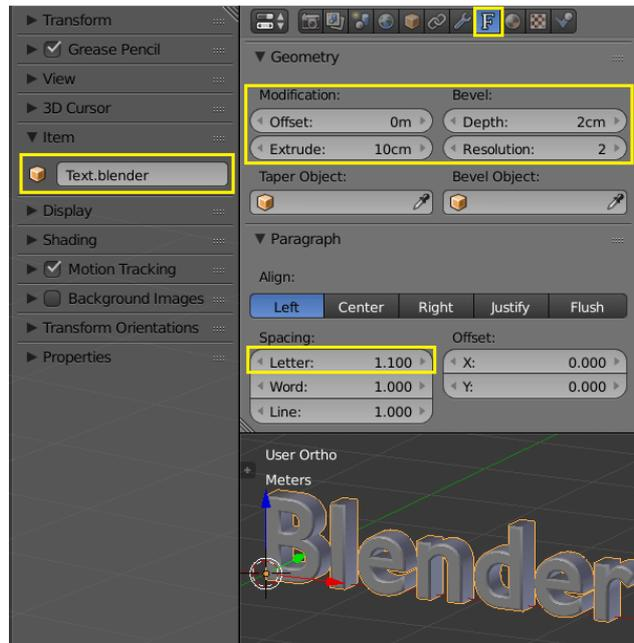 Transform
Grease Pencil
View
3D Cursor
Item
Text.blender
Display
Shading
Motion Tracking
Background Images
Transform Orientations
Properties
F
Geometry
Modification: Bevel:
Offset: 0m Depth: 2cm
Extrude: 10cm Resolution: 2
Taper Object: Bevel Object:
Paragraph
Align:
Left Center Right Justify Flush
Spacing: Offset:
Letter: 1.100 X: 0.000
Word: 1.000 Y: 0.000
Line: 1.000
User Ortho
Meters
Blender